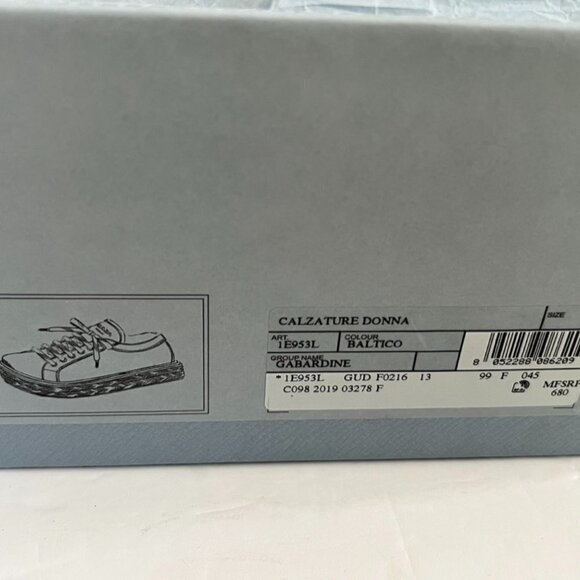 CALZATURE DONNA
SIZE
ART. COLOUR
1E953L BALTICO
GROUP NAME
GABARDINE
8 052288 086209
*1E953L GUD F0216 13 99 F 045
C098 2019 03278 F
MFSRF
680